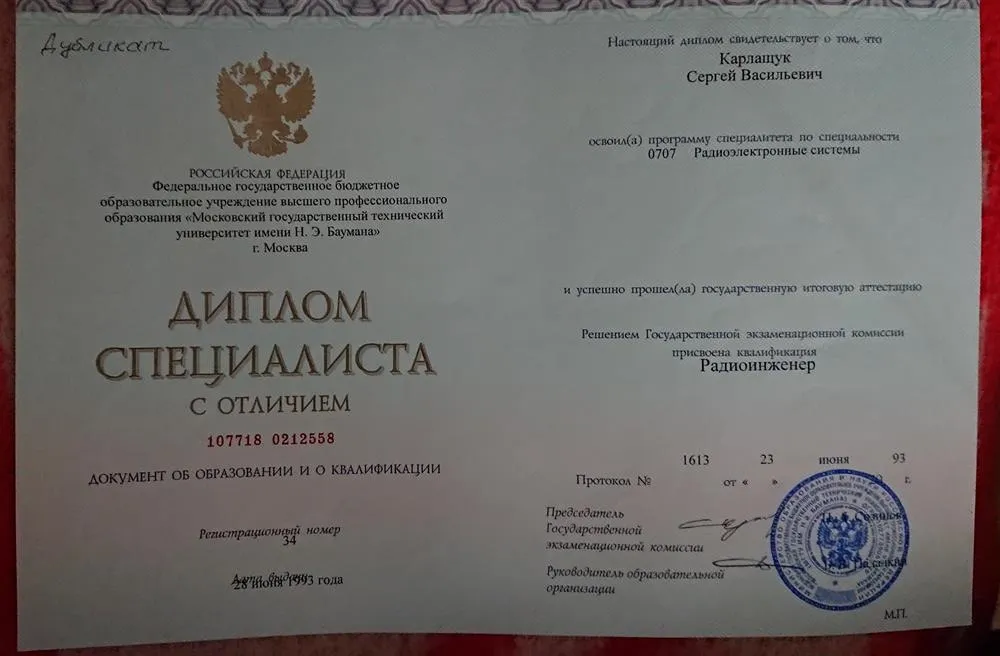 Дубликат
РОССИЙСКАЯ ФЕДЕРАЦИЯ
Федеральное государственное бюджетное
образовательное учреждение высшего профессионального
образования «Московский государственный технический
университет имени Н. Э. Баумана»
г. Москва
ДИПЛОМ
СПЕЦИАЛИСТА
С ОТЛИЧИЕМ
107718 0212558
ДОКУМЕНТ ОБ ОБРАЗОВАНИИ И О КВАЛИФИКАЦИИ
Регистрационный номер
34
Дата выдачи
28 июня 1993 года
Настоящий диплом свидетельствует о том, что
Карлащук
Сергей Васильевич
освоил(а) программу специалитета по специальности
0707 Радиоэлектронные системы
и успешно прошел(ла) государственную итоговую аттестацию
Решением Государственной экзаменационной комиссии
присвоена квалификация
Радиоинженер
1613 23 июня 93
Протокол № от « » г.
Председатель
Государственной
экзаменационной комиссии
Руководитель образовательной
организации
М.П.